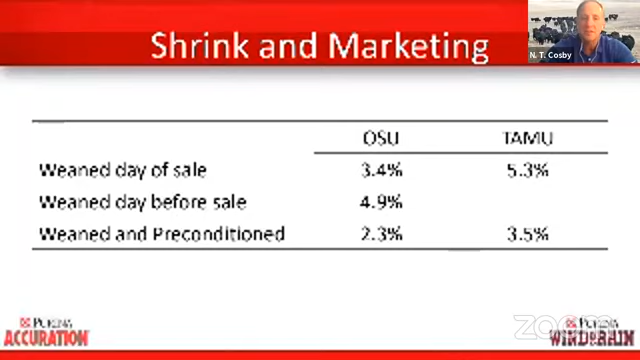 Shrink and Marketing
N. T. Cosby
OSU TAMU
Weaned day of sale 3.4% 5.3%
Weaned day before sale 4.9%
Weaned and Preconditioned 2.3% 3.5%
PURINA
ACCURATION
zoom
PURINA
WIND&RAIN